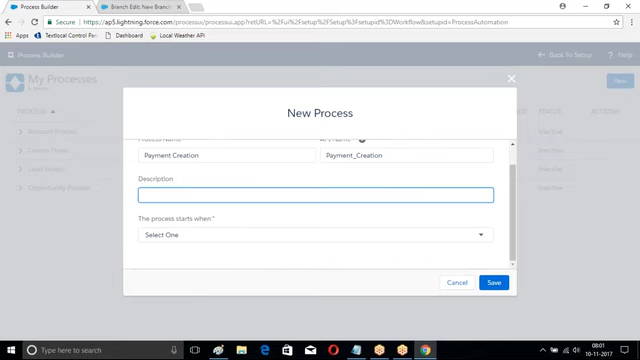 Process Builder
Branch Edit: New Branch
Secure
https://ap5.lightning.force.com/processui/processui.app?retURL=%2Fui%2Fsetup%2FSetup%3Fsetupid%3DWorkflow&setupid=ProcessAutomation
Apps
Textlocal Control Panel
Dashboard
Local Weather API
Process Builder
Back To Setup
Help
My Processes
New
PROCESS
STATUS
ACTIONS
Account Process
Inactive
Inactive
Inactive
Opportunity Process
Inactive
New Process
Process Name
API Name
Payment Creation
Payment_Creation
Description
The process starts when*
Select One
Cancel
Save
Type here to search
08:01
10-11-2017